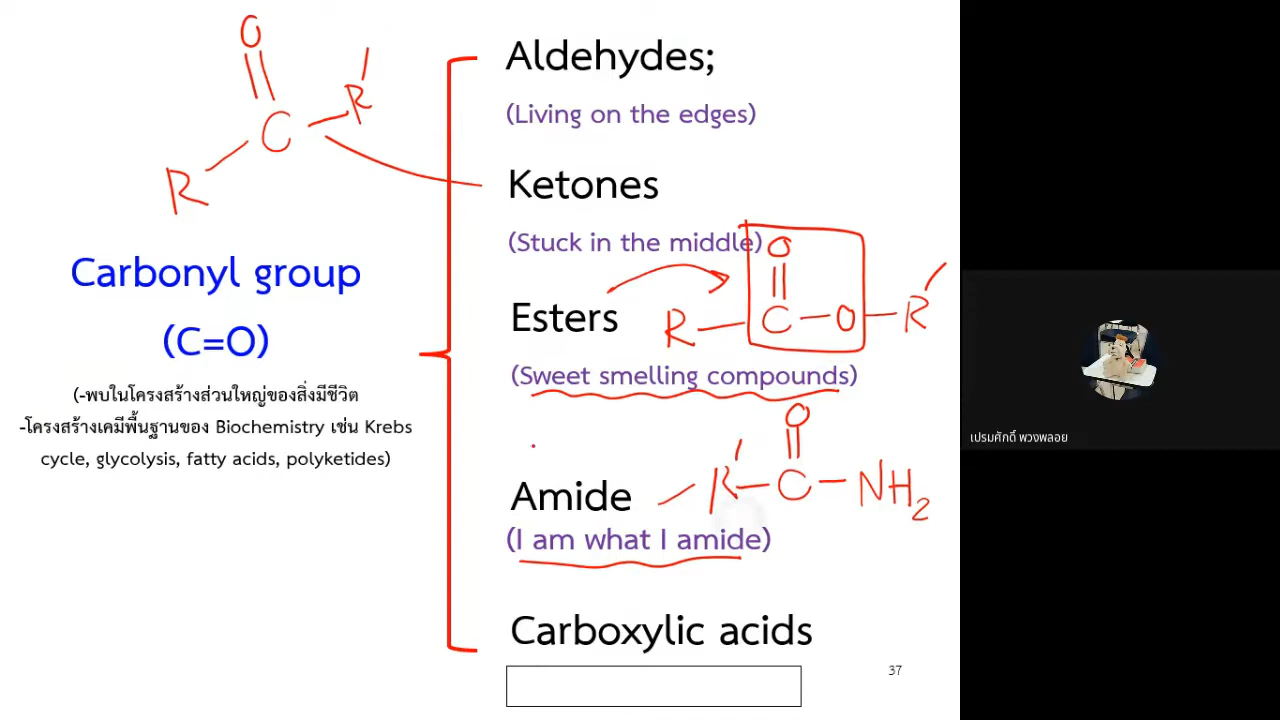 O
||
R — C — R'
Aldehydes;
(Living on the edges)
Ketones
(Stuck in the middle)
Carbonyl group
(C=O)
(-พบในโครงสร้างส่วนใหญ่ของสิ่งมีชีวิต
-โครงสร้างเคมีพื้นฐานของ Biochemistry เช่น Krebs
cycle, glycolysis, fatty acids, polyketides)
O
||
Esters R — C — O — R'
(Sweet smelling compounds)
O
||
Amide — R' — C — NH2
(I am what I amide)
Carboxylic acids
37
เปรมศักดิ์ พวงพลอย